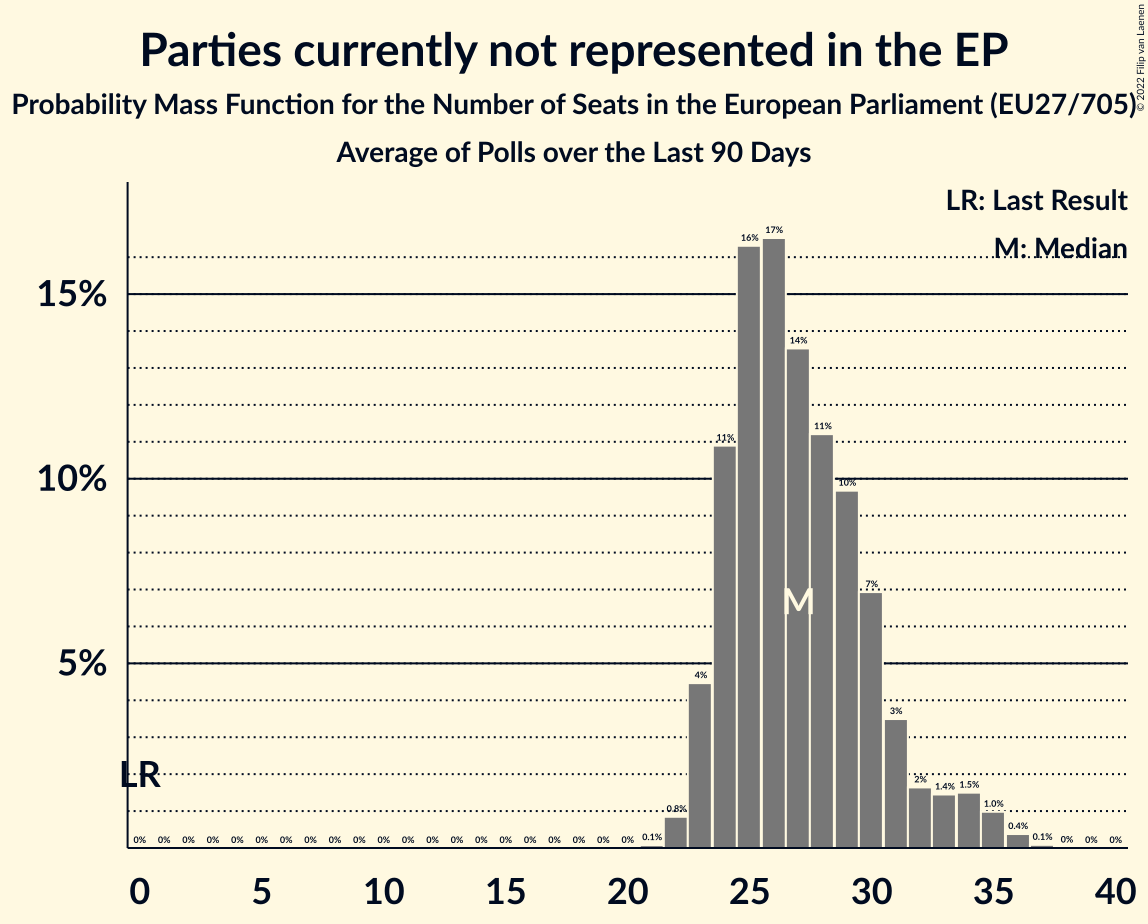 Parties currently not represented in the EP
Probability Mass Function for the Number of Seats in the European Parliament (EU27/705)
Average of Polls over the Last 90 Days
© 2022 Filip van Laenen
LR: Last Result
M: Median
15%
10%
5%
LR
M
0% 0% 0% 0% 0% 0% 0% 0% 0% 0% 0% 0% 0% 0% 0% 0% 0% 0% 0% 0% 0% 0.1% 0.8% 4% 11% 16% 17% 14% 11% 10% 7% 3% 2% 1.4% 1.5% 1.0% 0.4% 0.1% 0% 0% 0%
0 5 10 15 20 25 30 35 40